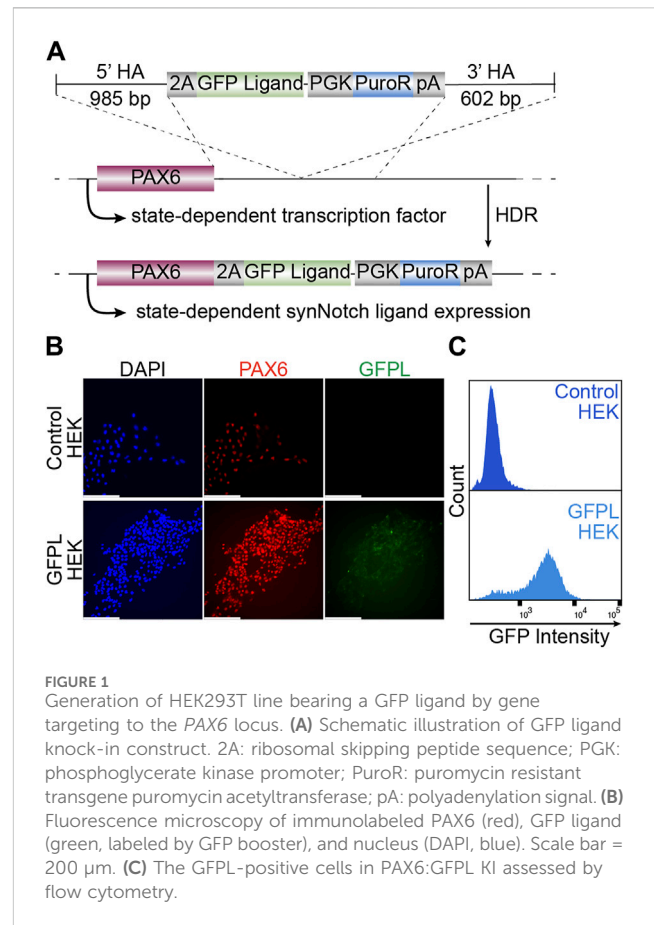 A
5' HA
985 bp
2A GFP Ligand PGK PuroR pA
3' HA
602 bp
PAX6
state-dependent transcription factor
HDR
PAX6 2A GFP Ligand PGK PuroR pA
state-dependent synNotch ligand expression
B
DAPI PAX6 GFPL
Control
HEK
GFPL
HEK
C
Control
HEK
GFPL
HEK
Count
10³ 10⁴ 10⁵
GFP Intensity
FIGURE 1
Generation of HEK293T line bearing a GFP ligand by gene
targeting to the PAX6 locus. (A) Schematic illustration of GFP ligand
knock-in construct. 2A: ribosomal skipping peptide sequence; PGK:
phosphoglycerate kinase promoter; PuroR: puromycin resistant
transgene puromycin acetyltransferase; pA: polyadenylation signal. (B)
Fluorescence microscopy of immunolabeled PAX6 (red), GFP ligand
(green, labeled by GFP booster), and nucleus (DAPI, blue). Scale bar =
200 μm. (C) The GFPL-positive cells in PAX6:GFPL KI assessed by
flow cytometry.